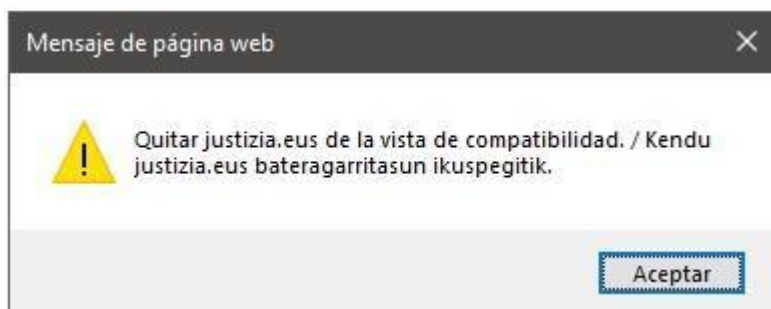 Mensaje de página web
Quitar justizia.eus de la vista de compatibilidad. / Kendu
justizia.eus bateragarritasun ikuspegitik.
Aceptar